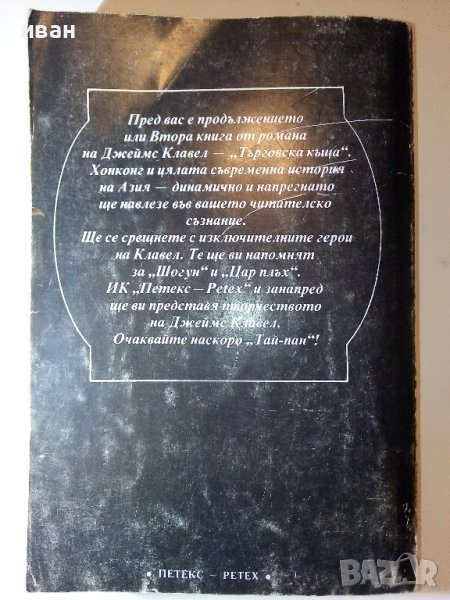 иван
Пред вас е продължението
или Втора книга от романа
на Джеймс Клавел — „Търговска къща“.
Хонконг и цялата съвременна история
на Азия — динамично и напрегнато
ще навлезе във вашето читателско
съзнание.
Ще се срещнете с изключителните герои
на Клавел. Те ще ви напомнят
за „Шогун“ и „Цар плъх“.
ИК „Петекс — Petex“ и занапред
ще ви представя творчеството
на Джеймс Клавел.
Очаквайте наскоро „Тай-пан“!
· ПЕТЕКС — PETEX ·
BAZAR